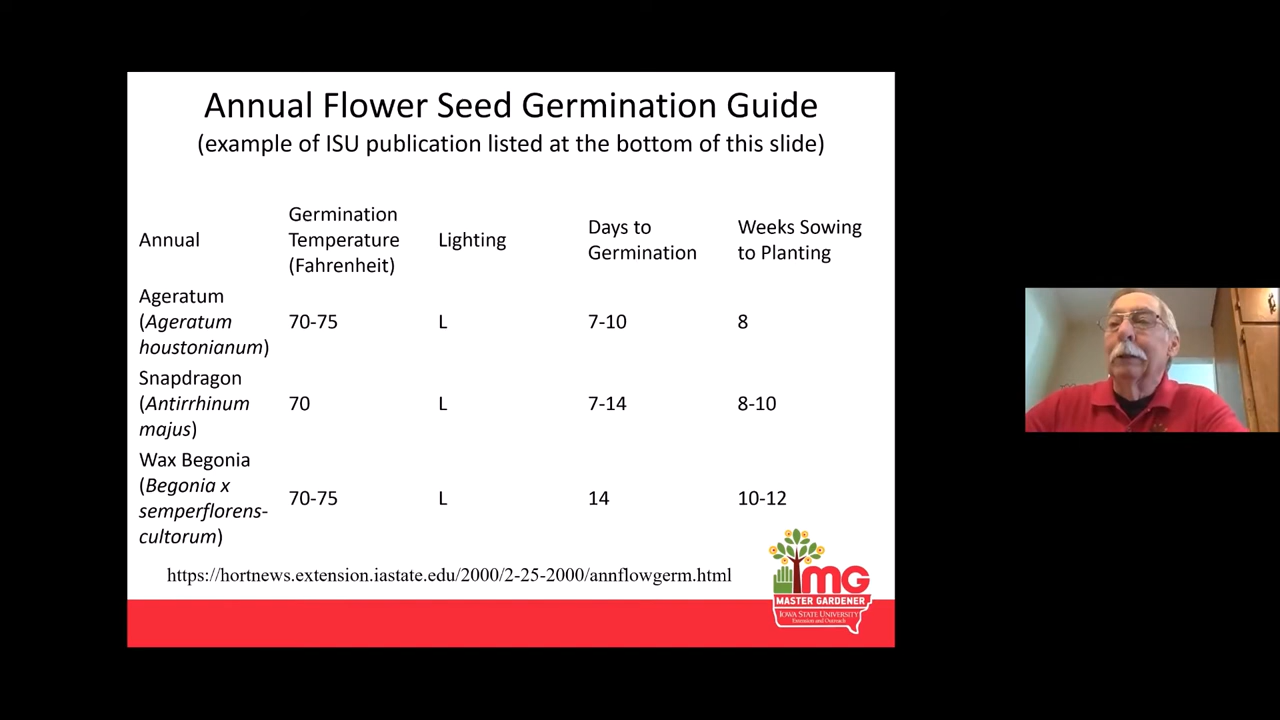 Annual Flower Seed Germination Guide
(example of ISU publication listed at the bottom of this slide)
Annual
Germination
Temperature
(Fahrenheit)
Lighting
Days to
Germination
Weeks Sowing
to Planting
Ageratum
(Ageratum
houstonianum)
70-75
L
7-10
8
Snapdragon
(Antirrhinum
majus)
70
L
7-14
8-10
Wax Begonia
(Begonia x
semperflorens-
cultorum)
70-75
L
14
10-12
https://hortnews.extension.iastate.edu/2000/2-25-2000/annflowgerm.html
MG
MASTER GARDENER
IOWA STATE UNIVERSITY
Extension and Outreach